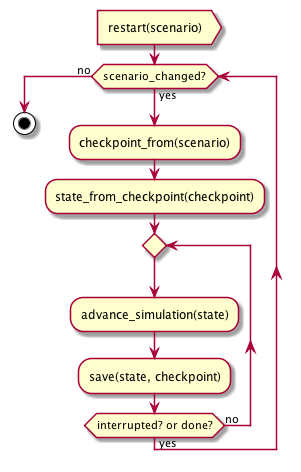 restart(scenario)
no
scenario_changed?
yes
checkpoint_from(scenario)
state_from_checkpoint(checkpoint)
advance_simulation(state)
save(state, checkpoint)
interrupted? or done?
no
yes